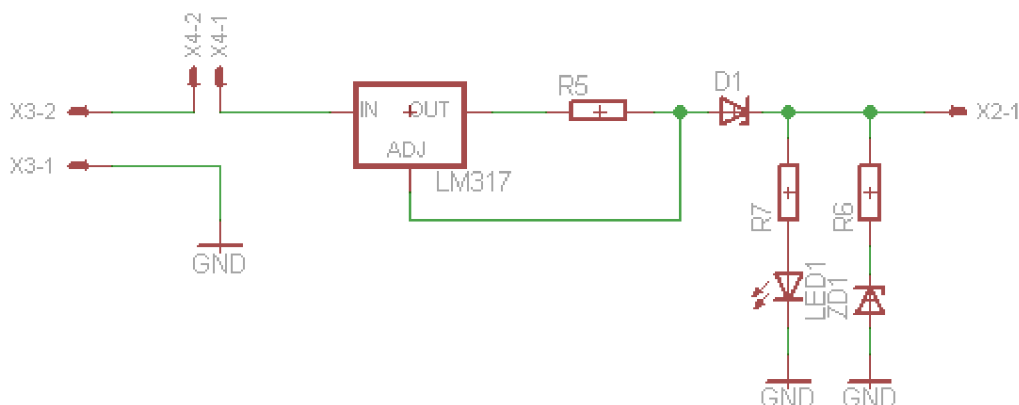 X4-2
X4-1
X3-2
X3-1
GND
IN
OUT
ADJ
LM317
R5
D1
X2-1
R7
LED1
GND
R6
ZD1
GND